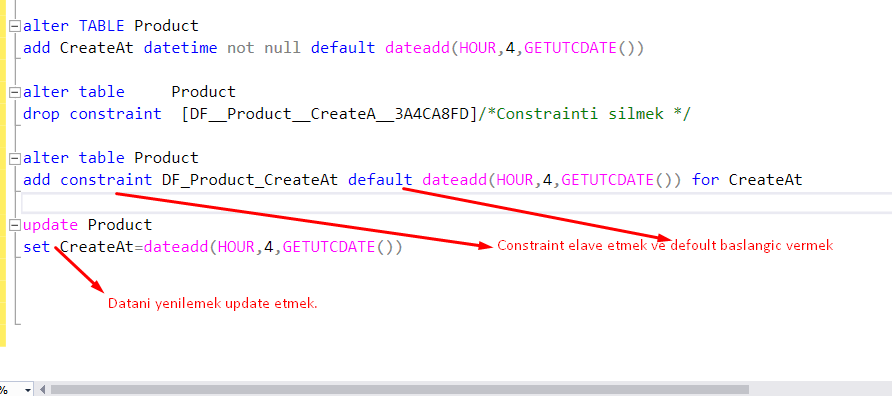 alter TABLE Product
add CreateAt datetime not null default dateadd(HOUR,4,GETUTCDATE())
alter table     Product
drop constraint  [DF__Product__CreateA__3A4CA8FD]/*Constrainti silmek */
alter table Product
add constraint DF_Product_CreateAt default dateadd(HOUR,4,GETUTCDATE()) for CreateAt
update Product
set CreateAt=dateadd(HOUR,4,GETUTCDATE())
Constraint elave etmek ve defoult baslangic vermek
Datani yenilemek update etmek.
%